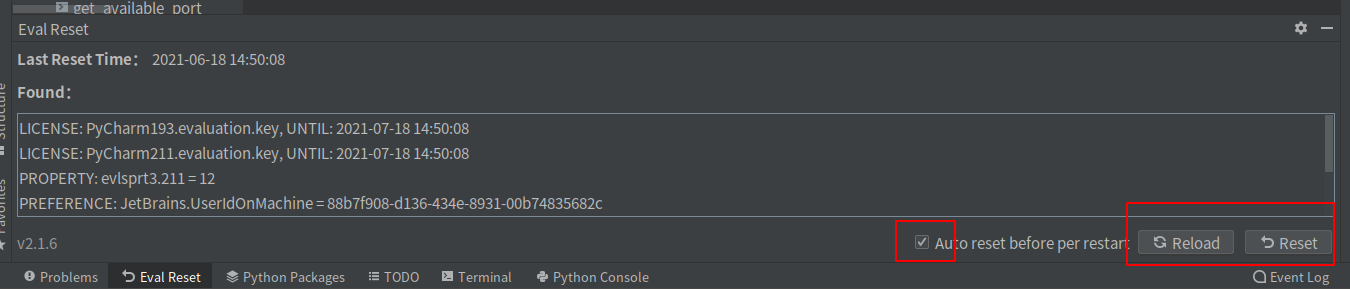 get_available_port
Eval Reset
Last Reset Time： 2021-06-18 14:50:08
Found：
LICENSE: PyCharm193.evaluation.key, UNTIL: 2021-07-18 14:50:08
LICENSE: PyCharm211.evaluation.key, UNTIL: 2021-07-18 14:50:08
PROPERTY: evlsprt3.211 = 12
PREFERENCE: JetBrains.UserIdOnMachine = 88b7f908-d136-434e-8931-00b74835682c
v2.1.6 Auto reset before per restart Reload Reset
Structure
Favorites
Problems Eval Reset Python Packages TODO Terminal Python Console Event Log